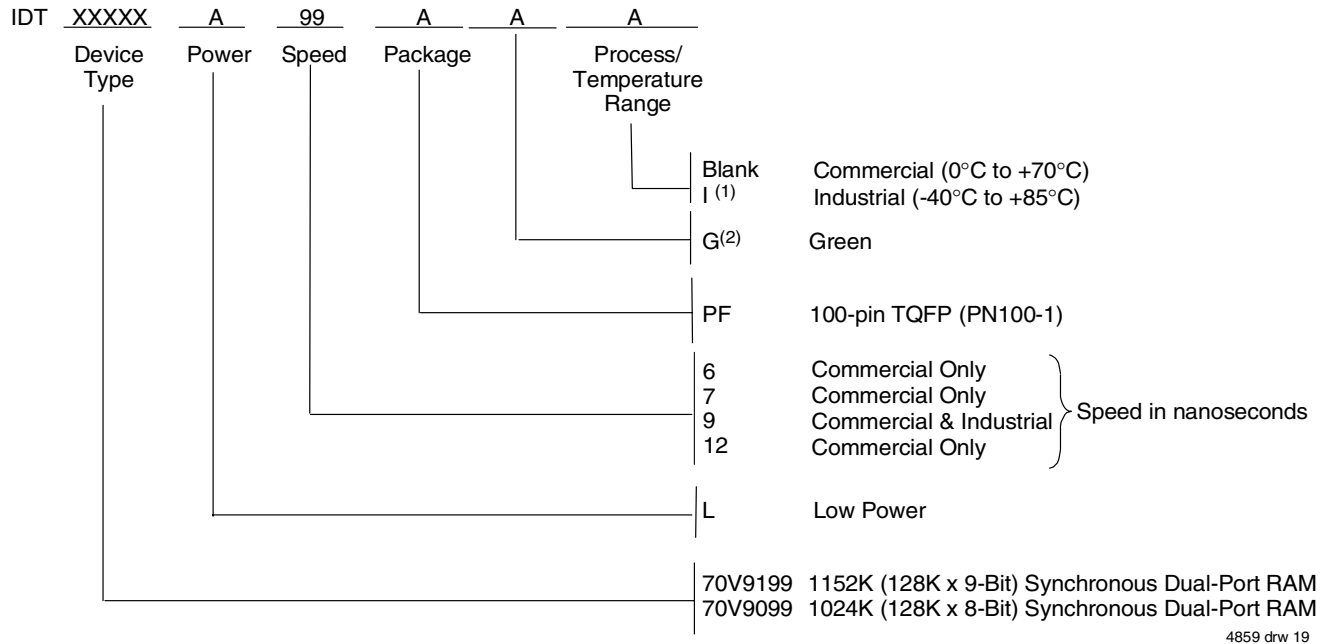 IDT XXXXX A 99 A A A
Device Type
Power
Speed
Package
Process/
Temperature
Range
Blank Commercial (0°C to +70°C)
I (1) Industrial (-40°C to +85°C)
G(2) Green
PF 100-pin TQFP (PN100-1)
6 Commercial Only
7 Commercial Only
9 Commercial & Industrial
12 Commercial Only
Speed in nanoseconds
L Low Power
70V9199 1152K (128K x 9-Bit) Synchronous Dual-Port RAM
70V9099 1024K (128K x 8-Bit) Synchronous Dual-Port RAM
4859 drw 19